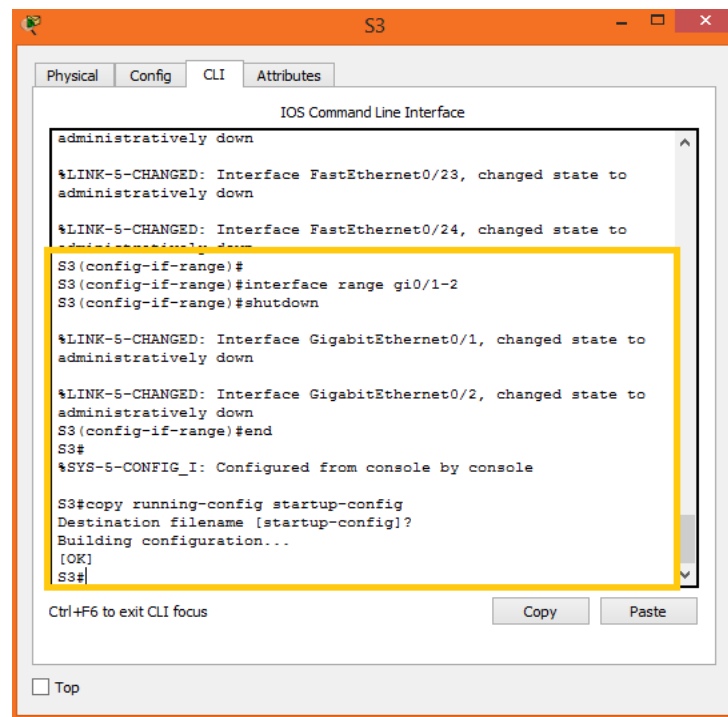 S3
Physical
Config
CLI
Attributes
IOS Command Line Interface
administratively down
%LINK-5-CHANGED: Interface FastEthernet0/23, changed state to
administratively down
%LINK-5-CHANGED: Interface FastEthernet0/24, changed state to
administratively down
S3(config-if-range)#
S3(config-if-range)#interface range gi0/1-2
S3(config-if-range)#shutdown
%LINK-5-CHANGED: Interface GigabitEthernet0/1, changed state to
administratively down
%LINK-5-CHANGED: Interface GigabitEthernet0/2, changed state to
administratively down
S3(config-if-range)#end
S3#
%SYS-5-CONFIG_I: Configured from console by console
S3#copy running-config startup-config
Destination filename [startup-config]?
Building configuration...
[OK]
S3#
Ctrl+F6 to exit CLI focus
Copy
Paste
Top